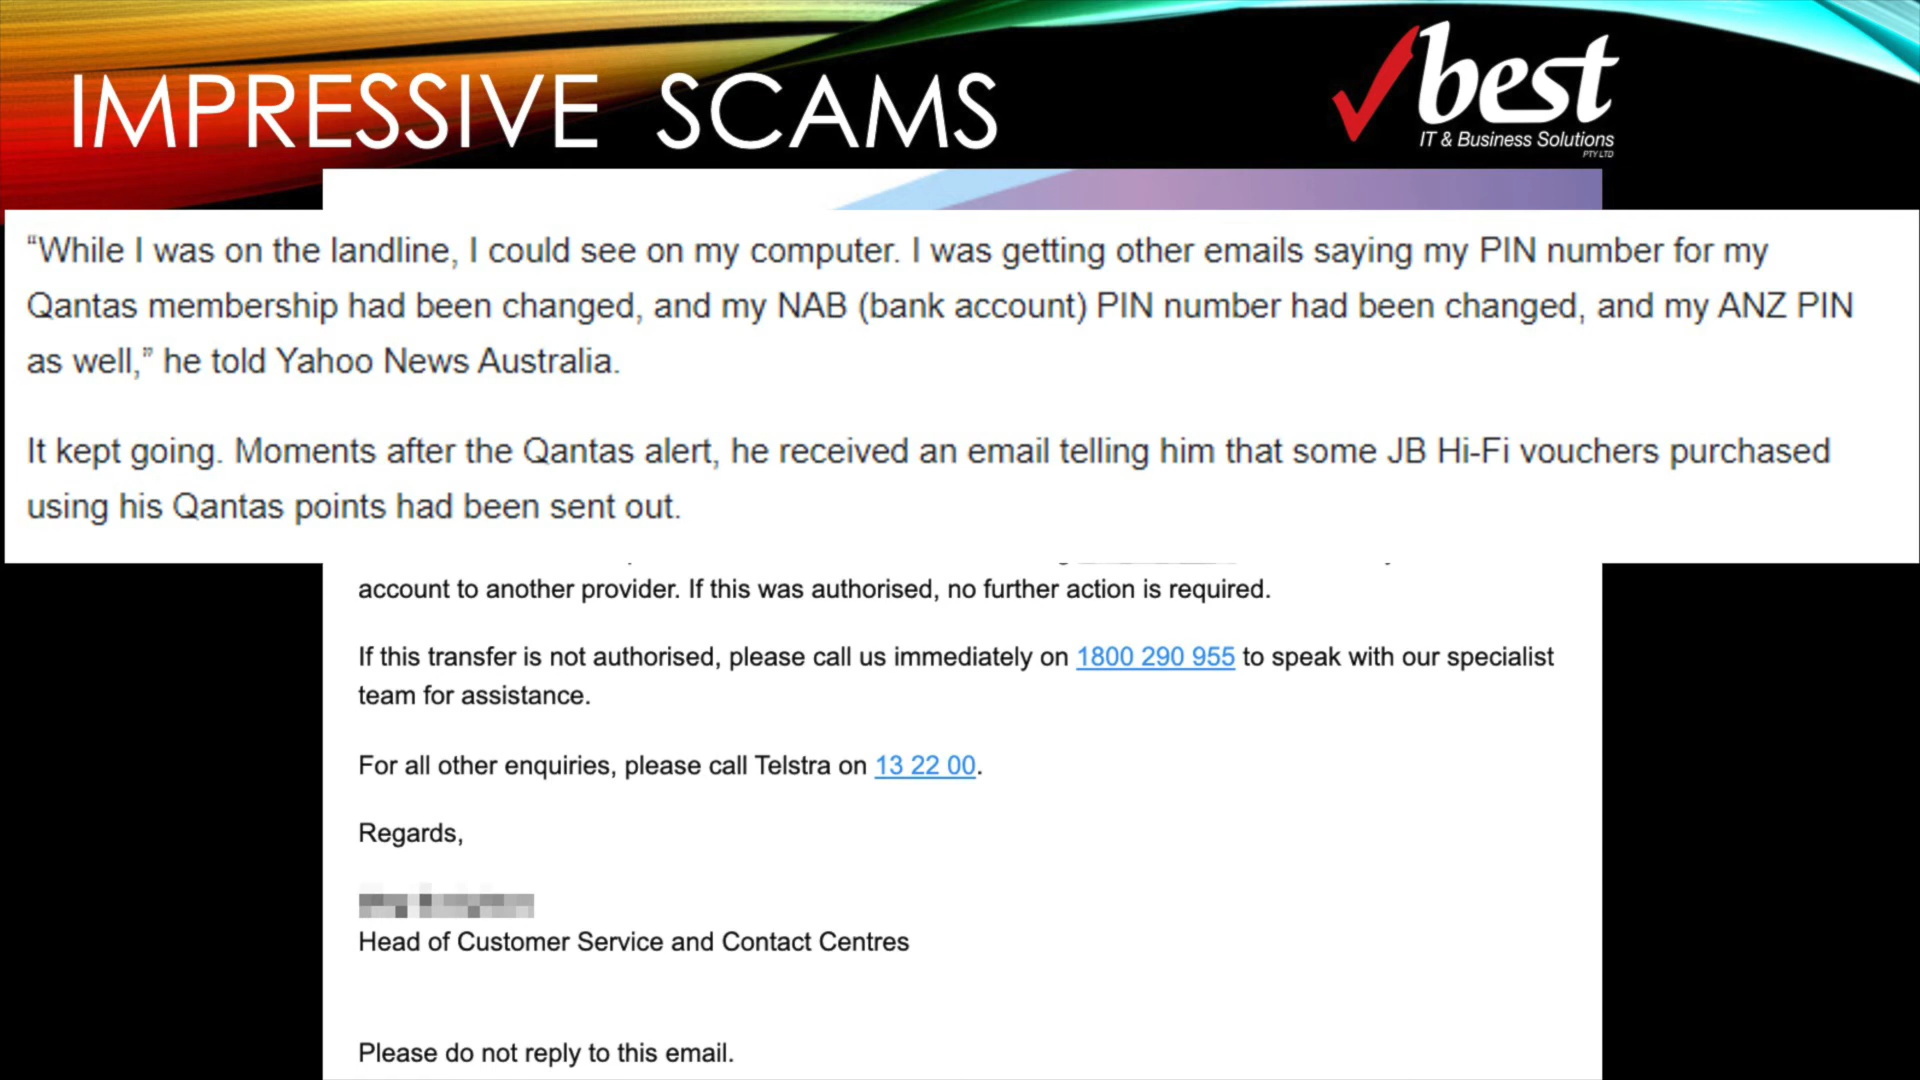 IMPRESSIVE SCAMS
best
IT & Business Solutions
PTY LTD
“While I was on the landline, I could see on my computer. I was getting other emails saying my PIN number for my
Qantas membership had been changed, and my NAB (bank account) PIN number had been changed, and my ANZ PIN
as well,” he told Yahoo News Australia.
It kept going. Moments after the Qantas alert, he received an email telling him that some JB Hi-Fi vouchers purchased
using his Qantas points had been sent out.
account to another provider. If this was authorised, no further action is required.
If this transfer is not authorised, please call us immediately on 1800 290 955 to speak with our specialist
team for assistance.
For all other enquiries, please call Telstra on 13 22 00.
Regards,
Head of Customer Service and Contact Centres
Please do not reply to this email.